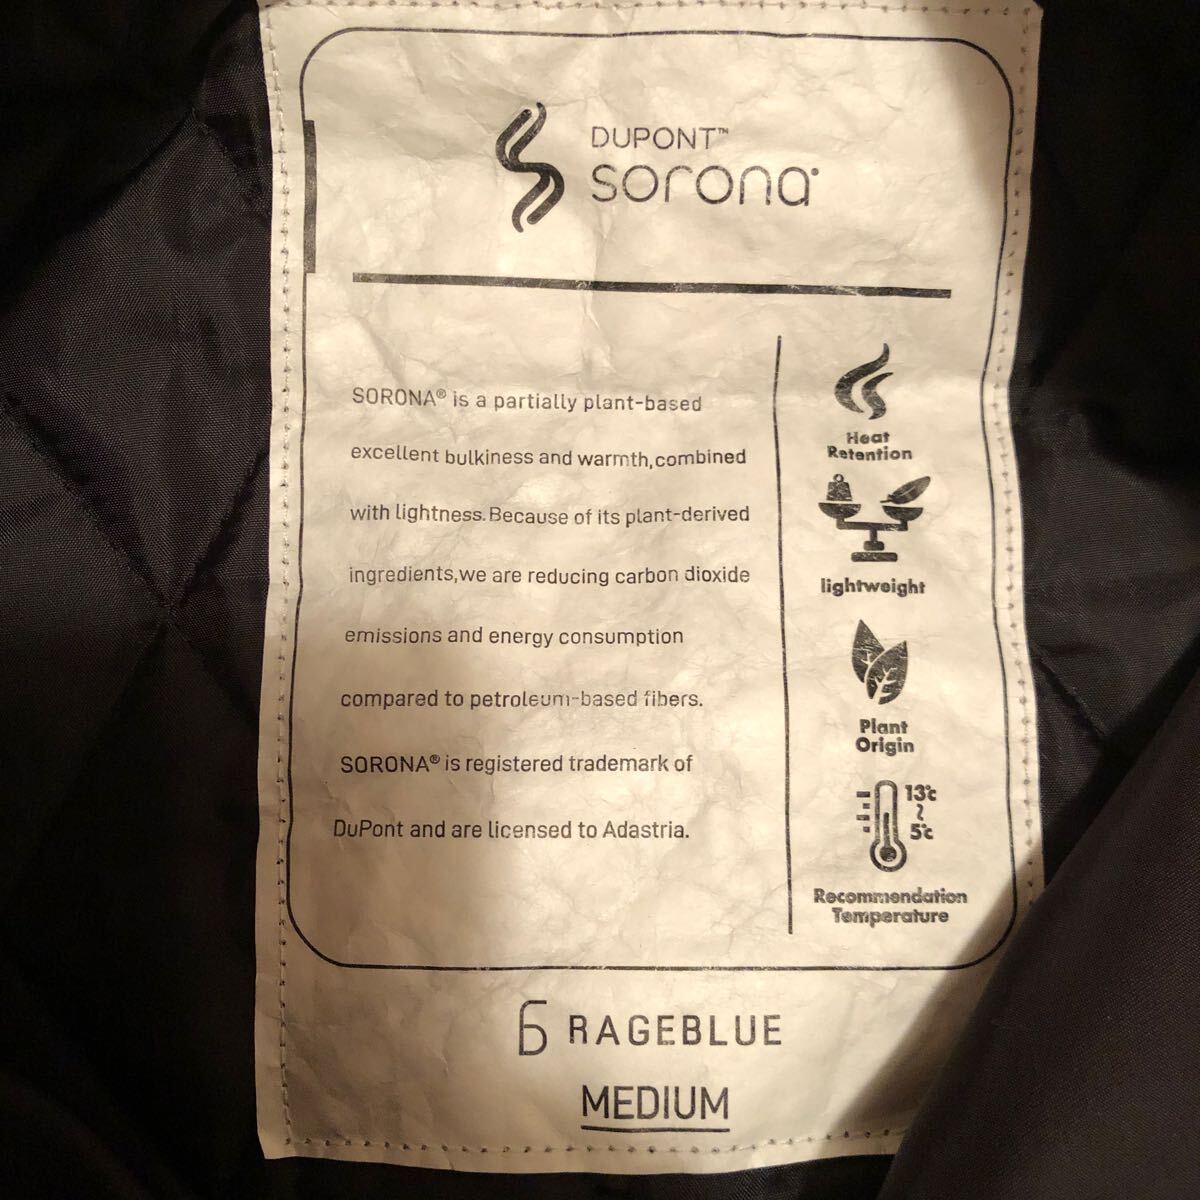 DUPONT™
sorona®
SORONA® is a partially plant-based
excellent bulkiness and warmth,combined
with lightness.Because of its plant-derived
ingredients,we are reducing carbon dioxide
emissions and energy consumption
compared to petroleum-based fibers.
SORONA® is registered trademark of
DuPont and are licensed to Adastria.
Heat
Retention
lightweight
Plant
Origin
13℃
~
5℃
Recommendation
Temperature
RAGEBLUE
MEDIUM